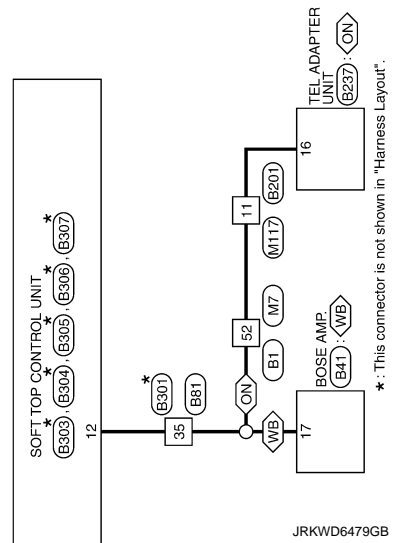 SOFT TOP CONTROL UNIT
* * * * *
B303 , B304 , B305 , B306 , B307
12
*
35 B301
B81
ON
WB
17
BOSE AMP.
B41 : WB
52
B1 M7
11
M117 B201
16
TEL ADAPTER
UNIT
B237 : ON
* : This connector is not shown in "Harness Layout".
JRKWD6479GB